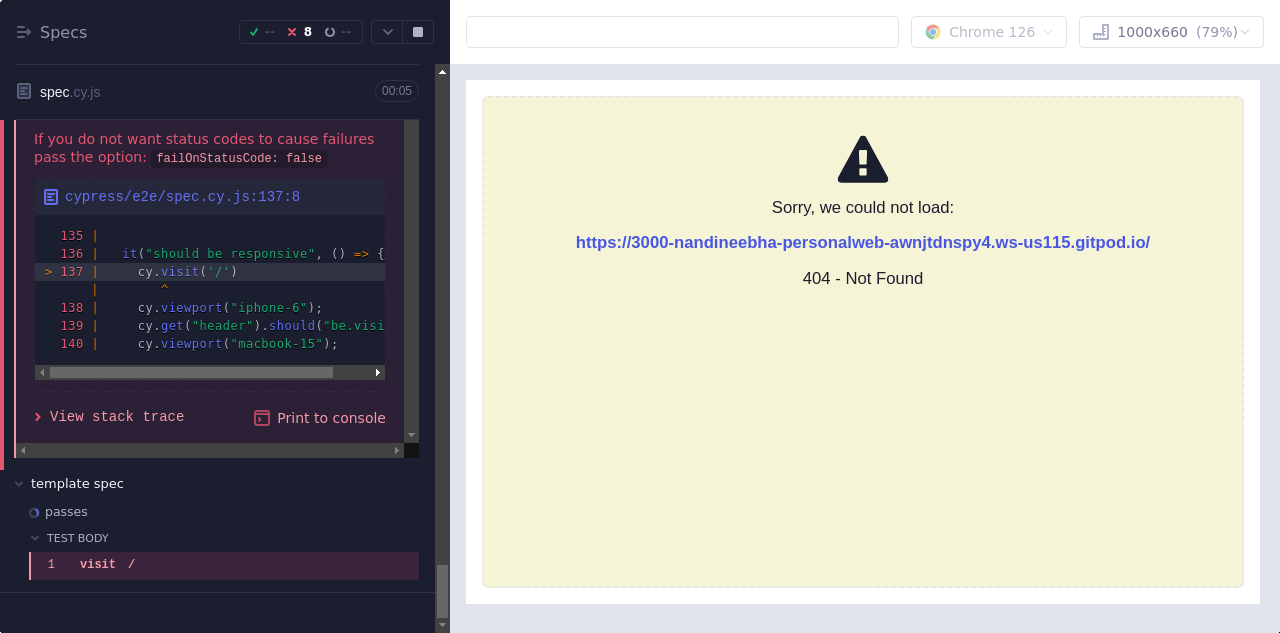 Specs
-- 8 --
spec.cy.js
00:05
If you do not want status codes to cause failures
pass the option: failOnStatusCode: false
cypress/e2e/spec.cy.js:137:8
135 |
136 |   it("should be responsive", () => {
> 137 |     cy.visit('/')
|        ^
138 |     cy.viewport("iphone-6");
139 |     cy.get("header").should("be.visi
140 |     cy.viewport("macbook-15");
View stack trace
Print to console
template spec
passes
TEST BODY
1 visit /
Chrome 126
1000x660 (79%)
Sorry, we could not load:
https://3000-nandineebha-personalweb-awnjtdnspy4.ws-us115.gitpod.io/
404 - Not Found